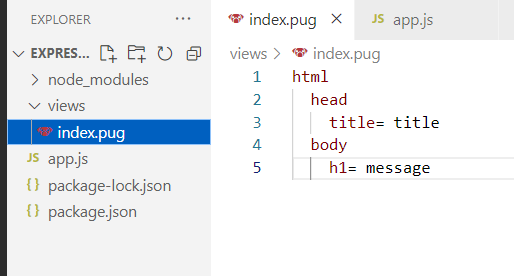 EXPLORER
EXPRES...
node_modules
views
index.pug
JS app.js
{} package-lock.json
{} package.json
index.pug
JS app.js
views > index.pug
1 html
2 head
3 title= title
4 body
5 h1= message